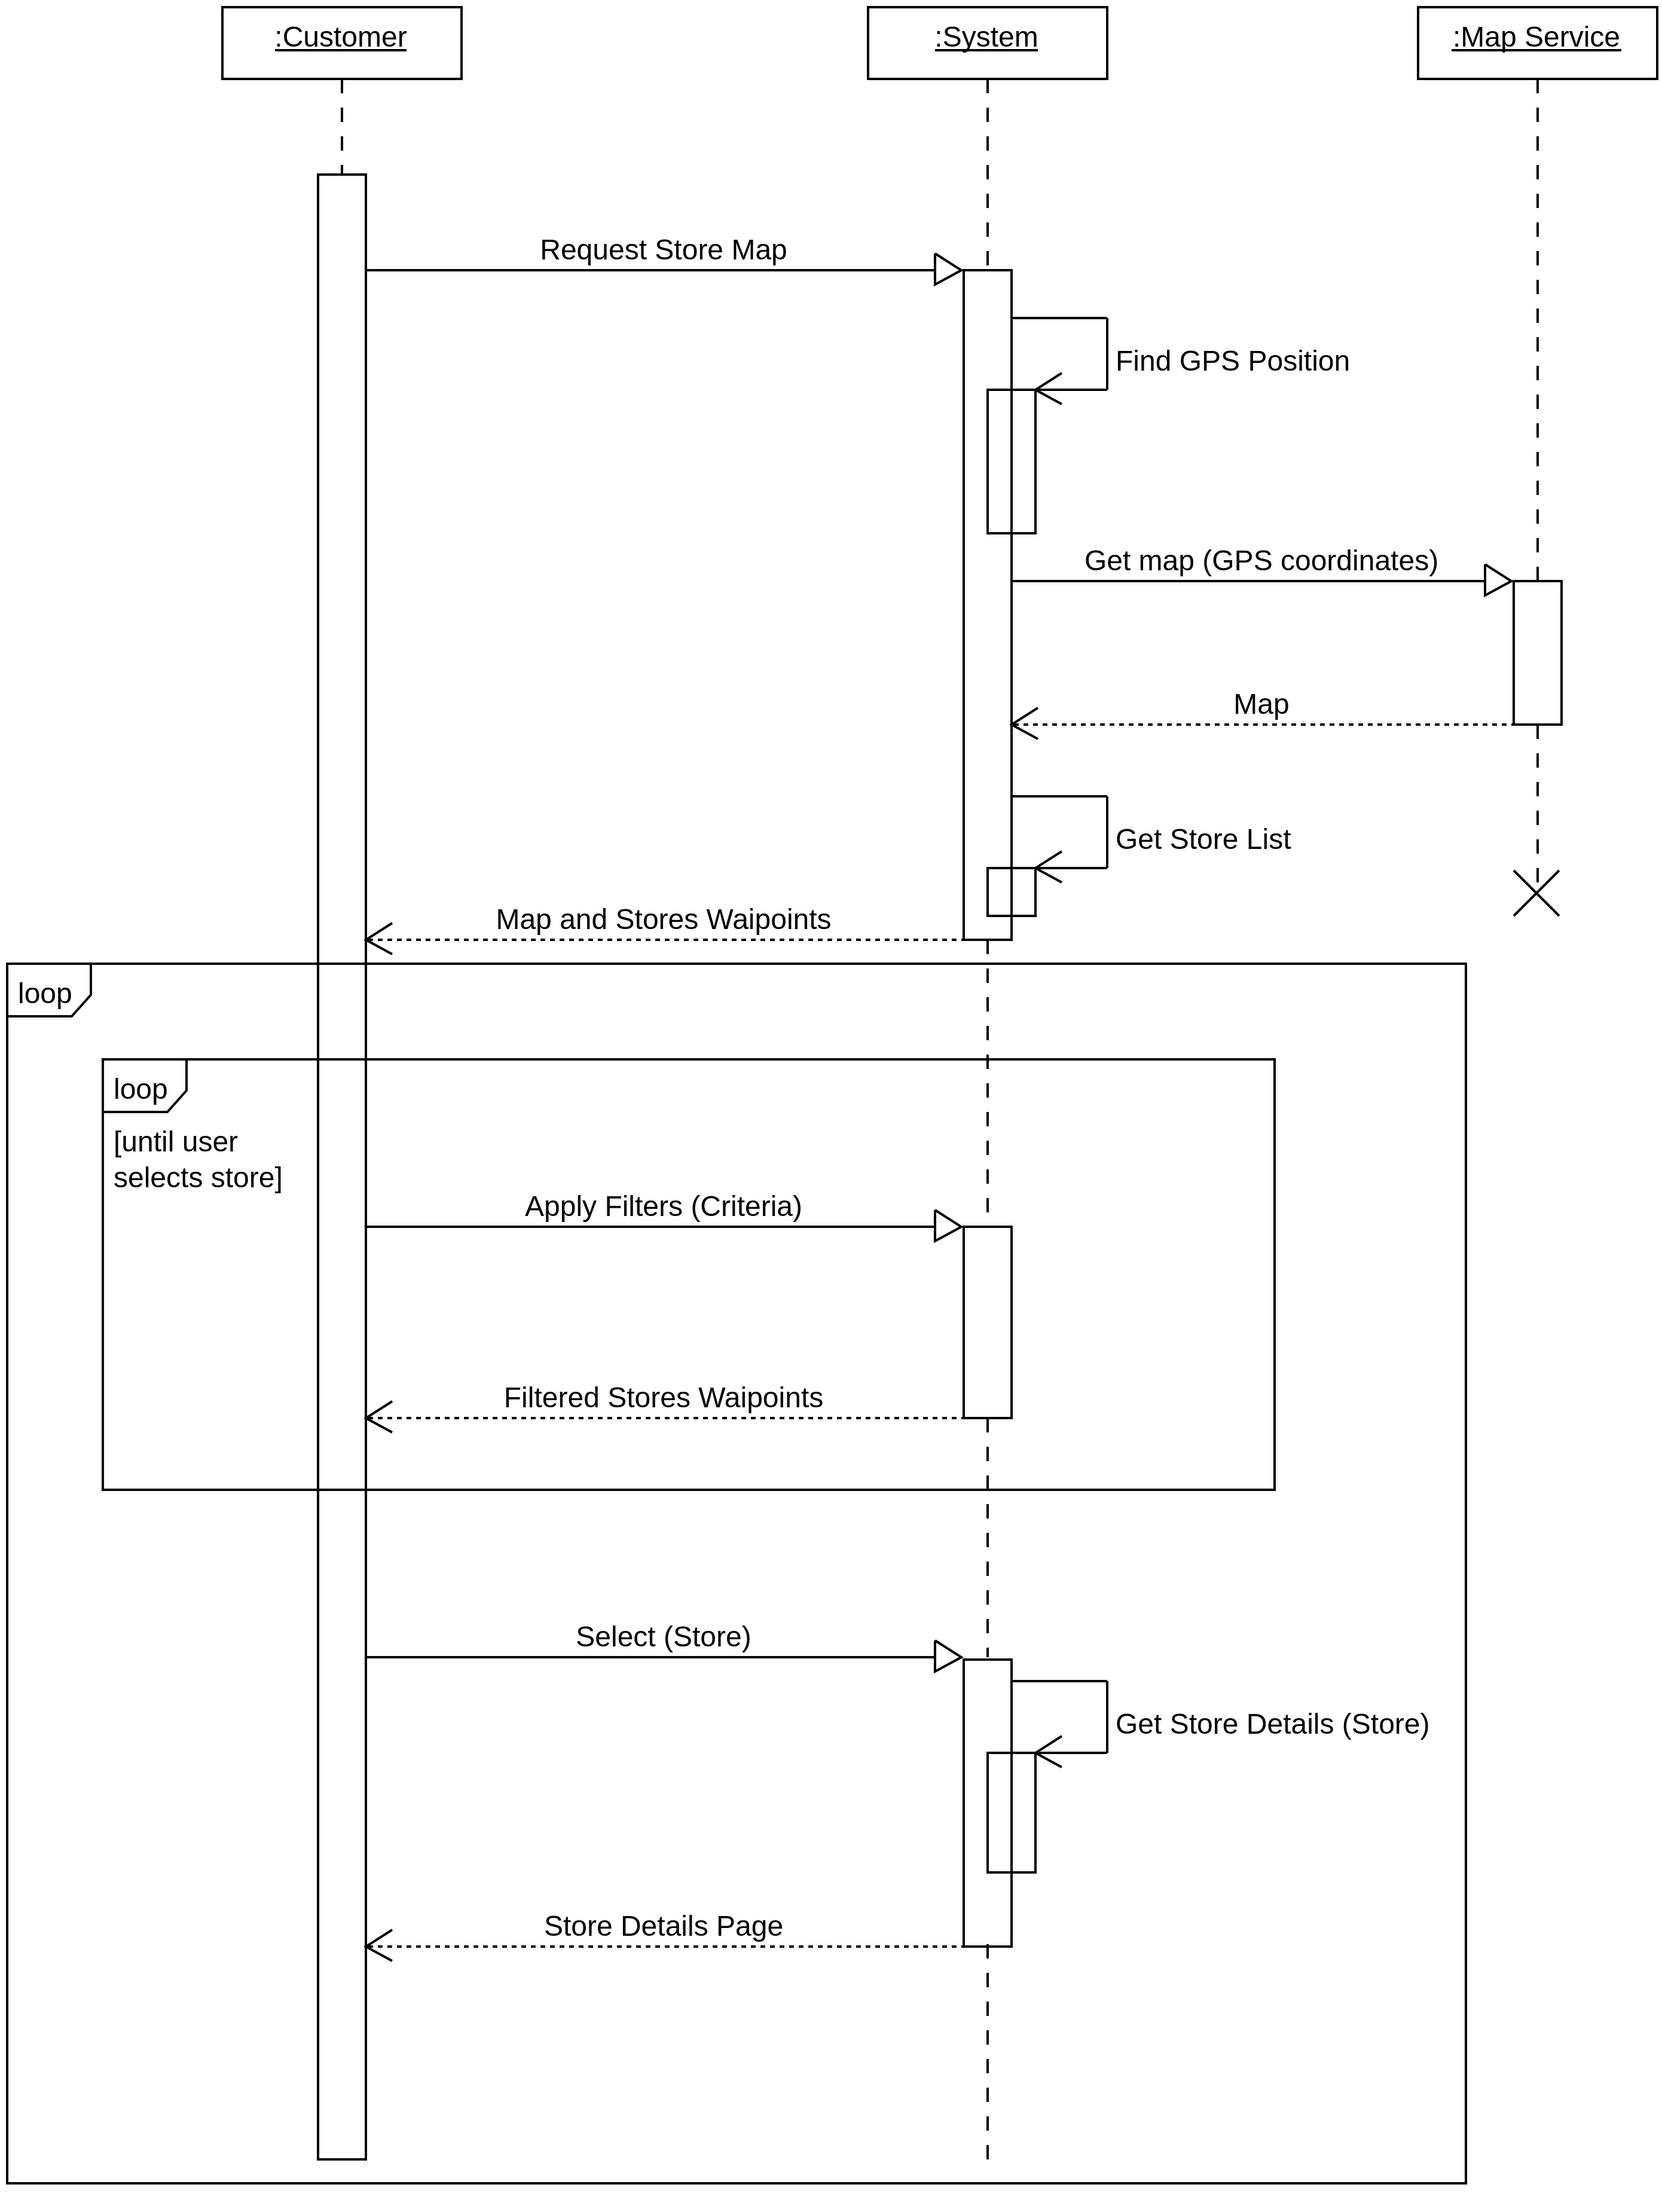 :Customer
:System
:Map Service
Request Store Map
Find GPS Position
Get map (GPS coordinates)
Map
Get Store List
Map and Stores Waipoints
loop
loop
[until user
selects store]
Apply Filters (Criteria)
Filtered Stores Waipoints
Select (Store)
Get Store Details (Store)
Store Details Page